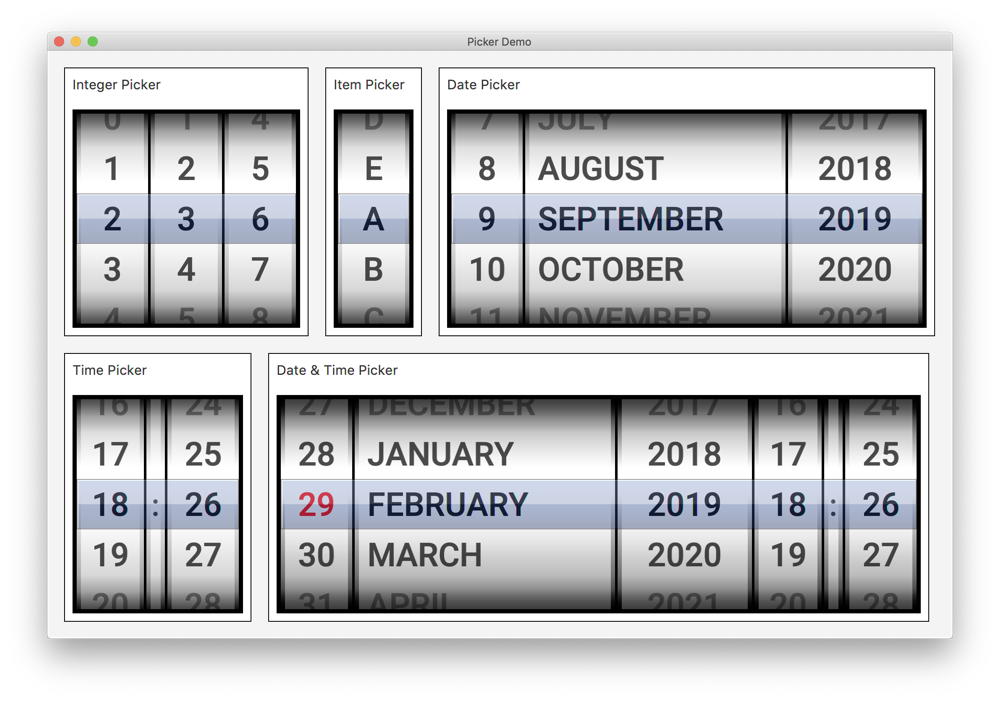 Picker Demo
Integer Picker
Item Picker
Date Picker
0 1 4
D
7 JULY 2017
1 2 5
E
8 AUGUST 2018
2 3 6
A
9 SEPTEMBER 2019
3 4 7
B
10 OCTOBER 2020
4 5 8
C
11 NOVEMBER 2021
Time Picker
Date & Time Picker
16 24
27 DECEMBER 2017 16 24
17 25
28 JANUARY 2018 17 25
18 : 26
29 FEBRUARY 2019 18 : 26
19 27
30 MARCH 2020 19 27
20 28
31 APRIL 2021 20 28